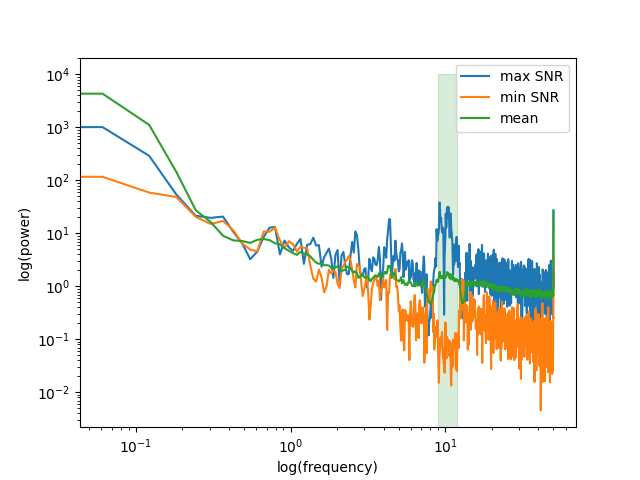 10⁴
10³
10²
10¹
10⁰
10⁻¹
10⁻²
log(power)
max SNR
min SNR
mean
10⁻¹ 10⁰ 10¹
log(frequency)